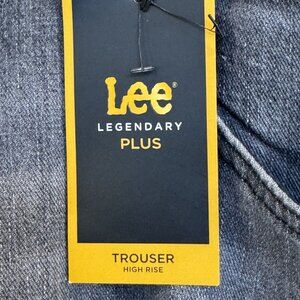 Lee®
LEGENDARY
PLUS
TROUSER
HIGH RISE